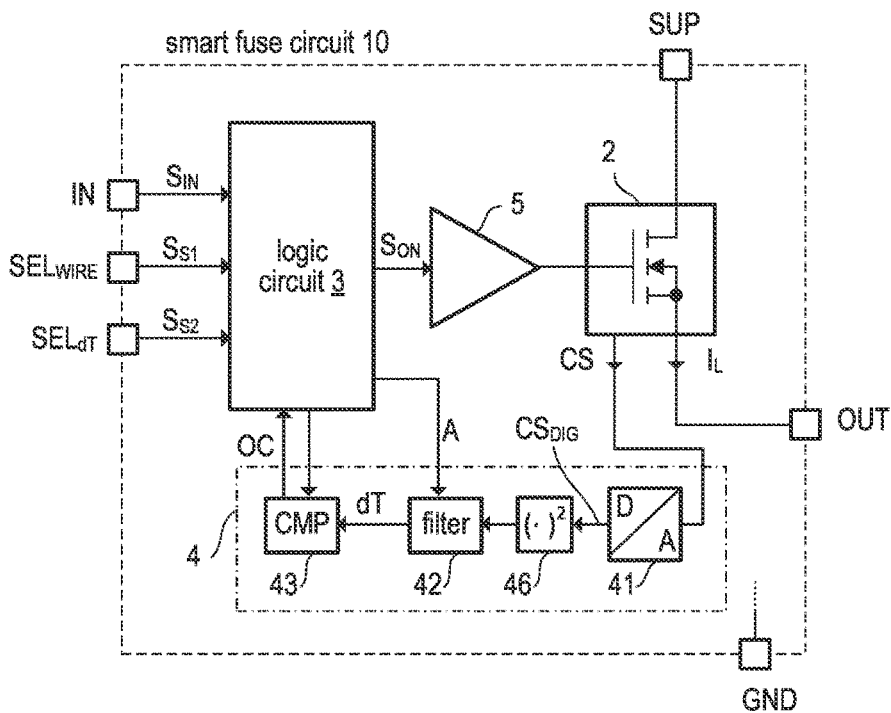 smart fuse circuit 10
SUP
2
IN
S_IN
5
SEL_WIRE
S_S1
logic
circuit 3
S_ON
SEL_dT
S_S2
CS
I_L
OUT
OC
A
CS_DIG
4
CMP
dT
filter
(·)²
D
A
43
42
46
41
GND